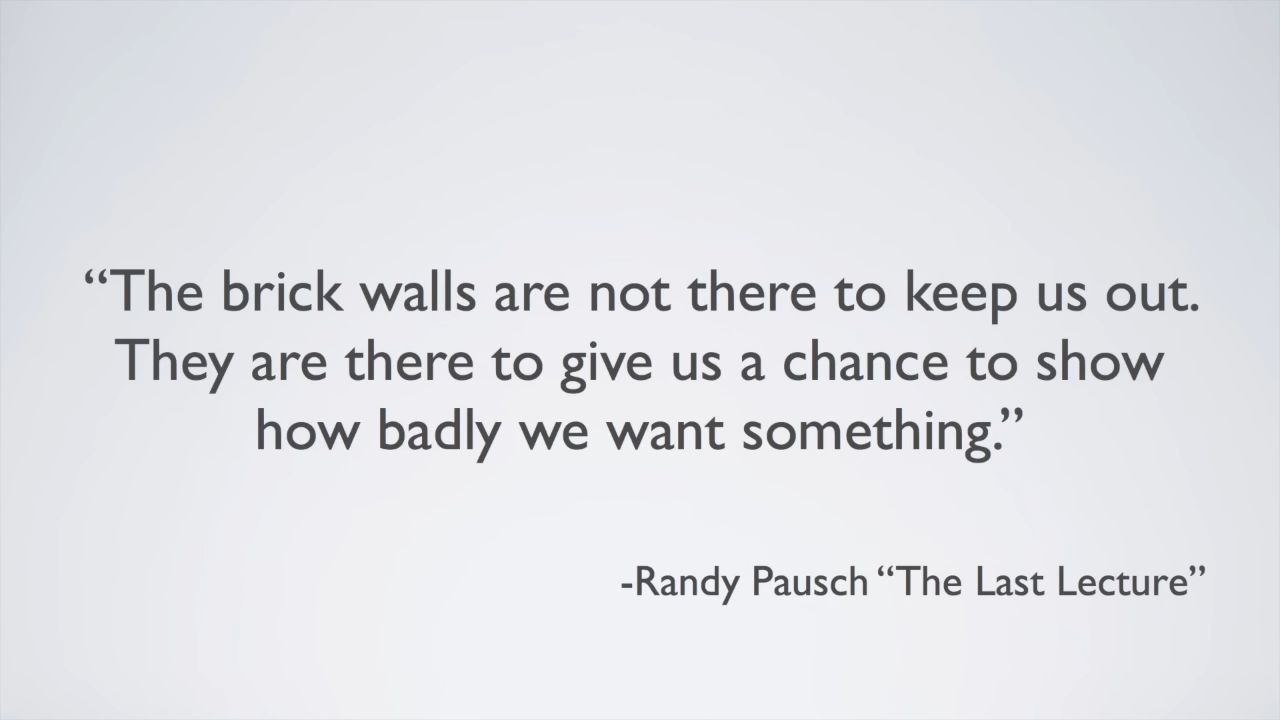 “The brick walls are not there to keep us out.
They are there to give us a chance to show
how badly we want something.”
-Randy Pausch “The Last Lecture”